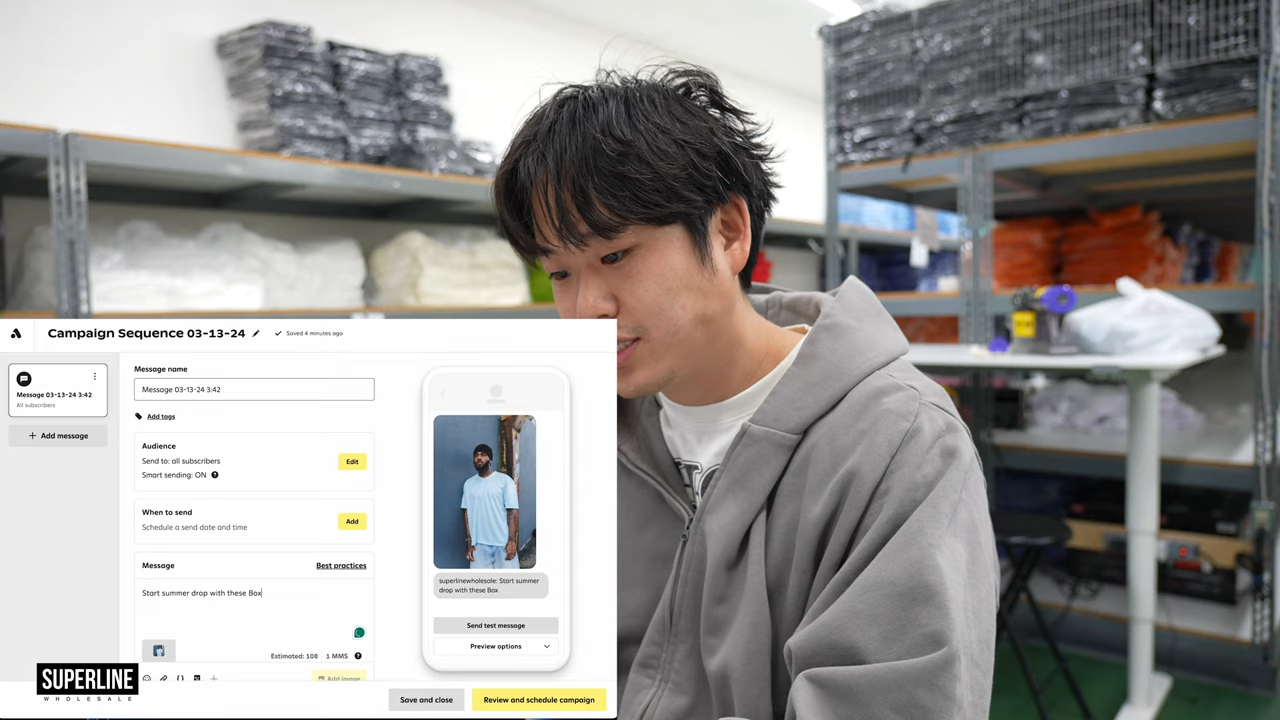 Campaign Sequence 03-13-24
Saved 4 minutes ago
Message 03-13-24 3:42
All subscribers
+ Add message
Message name
Message 03-13-24 3:42
Add tags
Audience
Send to: all subscribers
Smart sending: ON
Edit
When to send
Schedule a send date and time
Add
Message
Best practices
Start summer drop with these Box
Estimated: 108 | 1 MMS
Add image
superlinewholesale: Start summer
drop with these Box
Send test message
Preview options
Save and close
Review and schedule campaign
SUPERLINE
WHOLESALE